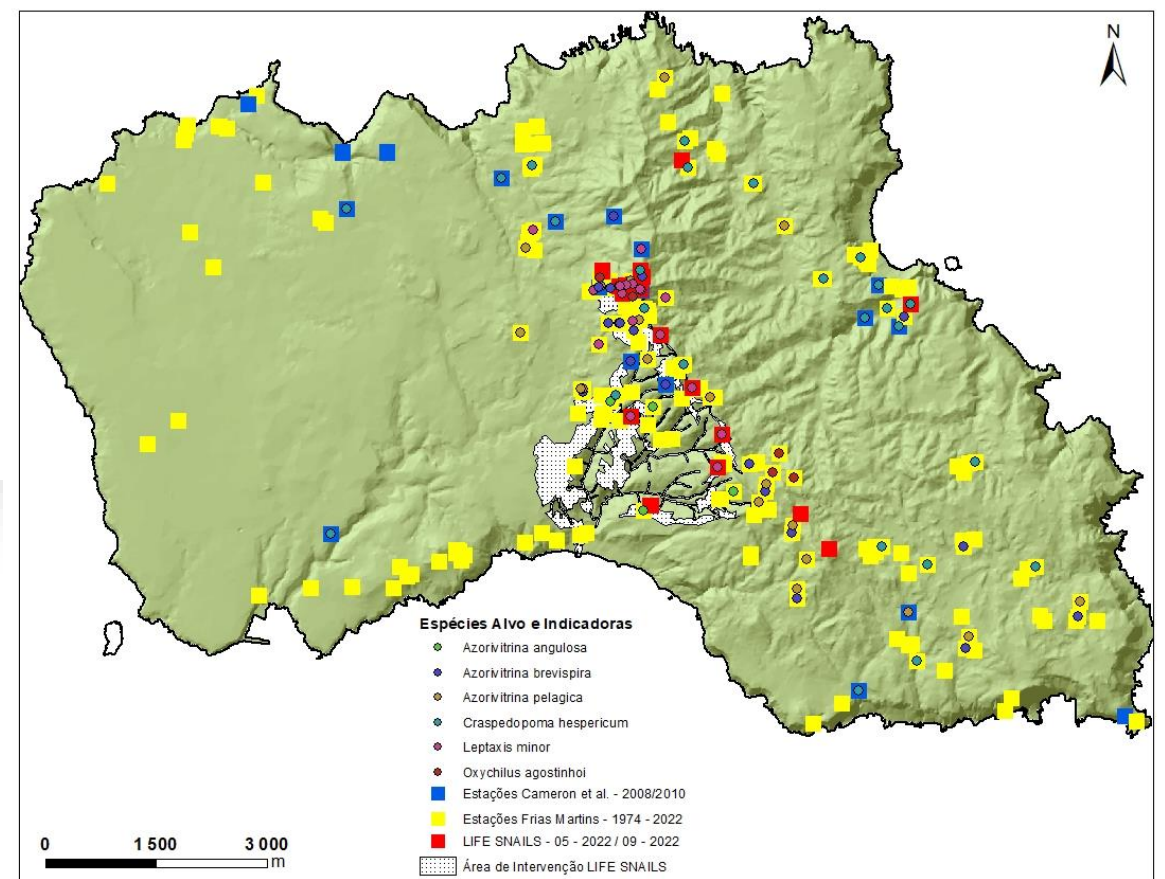 N
Espécies Alvo e Indicadoras
Azorivitrina angulosa
Azorivitrina brevispira
Azorivitrina pelagica
Craspedopoma hespericum
Leptaxis minor
Oxychilus agostinhoi
Estações Cameron et al. - 2008/2010
Estações Frias Martins - 1974 - 2022
LIFE SNAILS - 05 - 2022 / 09 - 2022
Área de Intervenção LIFE SNAILS
0 1 500 3 000
m